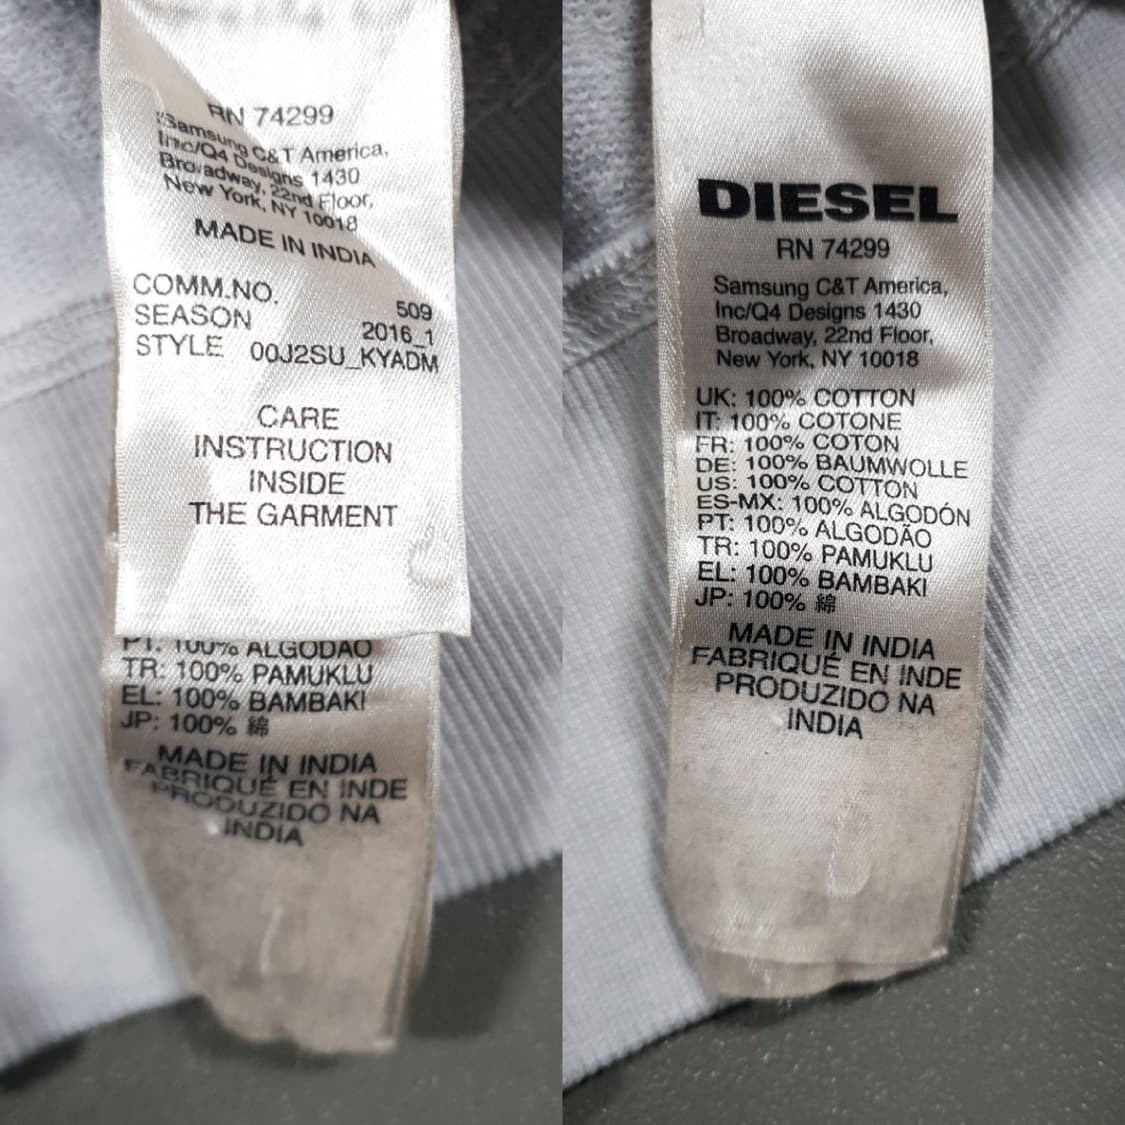 RN 74299
Samsung C&T America,
Inc/Q4 Designs 1430
Broadway, 22nd Floor,
New York, NY 10018
MADE IN INDIA
COMM.NO. 509
SEASON 2016_1
STYLE 00J2SU_KYADM
CARE
INSTRUCTION
INSIDE
THE GARMENT
PT: 100% ALGODÃO
TR: 100% PAMUKLU
EL: 100% BAMBAKI
JP: 100% 綿
MADE IN INDIA
FABRIQUÉ EN INDE
PRODUZIDO NA
INDIA
DIESEL
RN 74299
Samsung C&T America,
Inc/Q4 Designs 1430
Broadway, 22nd Floor,
New York, NY 10018
UK: 100% COTTON
IT: 100% COTONE
FR: 100% COTON
DE: 100% BAUMWOLLE
US: 100% COTTON
ES-MX: 100% ALGODÓN
PT: 100% ALGODÃO
TR: 100% PAMUKLU
EL: 100% BAMBAKI
JP: 100% 綿
MADE IN INDIA
FABRIQUÉ EN INDE
PRODUZIDO NA
INDIA